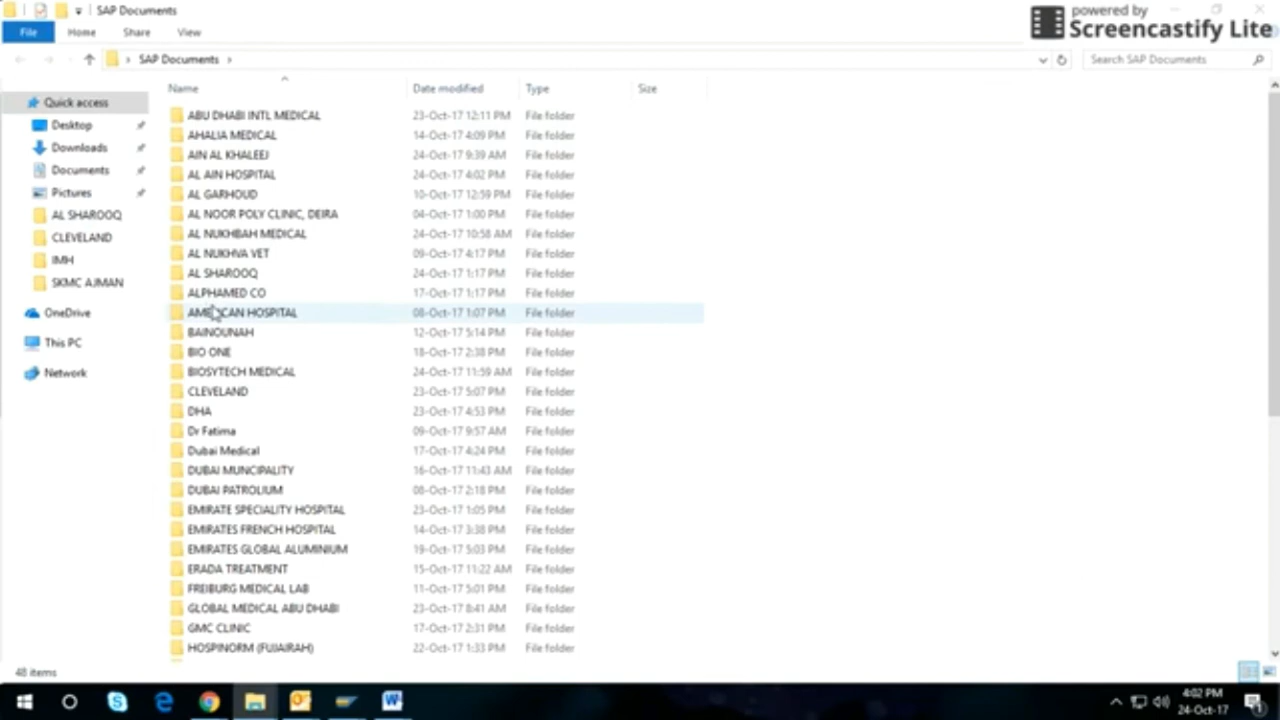 SAP Documents
powered by
Screencastify Lite
File Home Share View
SAP Documents
Search SAP Documents
Name Date modified Type Size
Quick access
Desktop
Downloads
Documents
Pictures
AL SHAROOQ
CLEVELAND
IMH
SKMC AJMAN
OneDrive
This PC
Network
ABU DHABI INTL MEDICAL 23-Oct-17 12:11 PM File folder
AHALIA MEDICAL 14-Oct-17 4:09 PM File folder
AIN AL KHALEEJ 24-Oct-17 9:39 AM File folder
AL AIN HOSPITAL 24-Oct-17 4:02 PM File folder
AL GARHOUD 10-Oct-17 12:59 PM File folder
AL NOOR POLY CLINIC, DEIRA 04-Oct-17 1:00 PM File folder
AL NUKHBAH MEDICAL 24-Oct-17 10:58 AM File folder
AL NUKHVA VET 09-Oct-17 4:17 PM File folder
AL SHAROOQ 24-Oct-17 1:17 PM File folder
ALPHAMED CO 17-Oct-17 1:17 PM File folder
AMERICAN HOSPITAL 08-Oct-17 1:07 PM File folder
BAINOUNAH 12-Oct-17 5:14 PM File folder
BIO ONE 18-Oct-17 2:38 PM File folder
BIOSYTECH MEDICAL 24-Oct-17 11:59 AM File folder
CLEVELAND 23-Oct-17 5:07 PM File folder
DHA 23-Oct-17 4:53 PM File folder
Dr Fatima 09-Oct-17 9:57 AM File folder
Dubai Medical 17-Oct-17 4:24 PM File folder
DUBAI MUNCIPALITY 16-Oct-17 11:43 AM File folder
DUBAI PATROLIUM 08-Oct-17 2:18 PM File folder
EMIRATE SPECIALITY HOSPITAL 23-Oct-17 1:05 PM File folder
EMIRATES FRENCH HOSPITAL 14-Oct-17 3:38 PM File folder
EMIRATES GLOBAL ALUMINIUM 19-Oct-17 5:03 PM File folder
ERADA TREATMENT 15-Oct-17 11:22 AM File folder
FREIBURG MEDICAL LAB 11-Oct-17 5:01 PM File folder
GLOBAL MEDICAL ABU DHABI 23-Oct-17 8:41 AM File folder
GMC CLINIC 17-Oct-17 2:31 PM File folder
HOSPINORM (FUJAIRAH) 22-Oct-17 1:33 PM File folder
48 items
4:02 PM
24-Oct-17